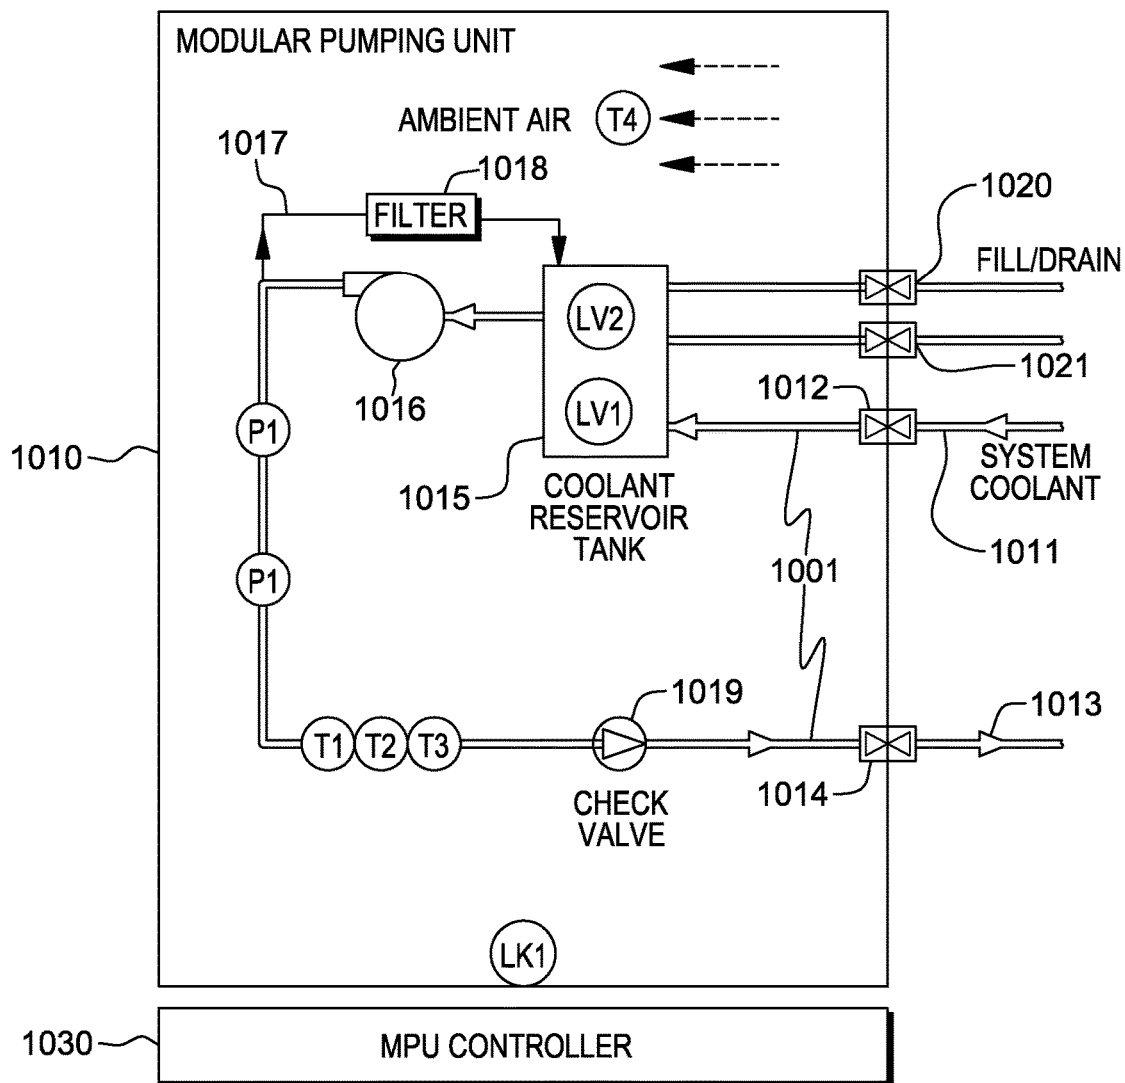 MODULAR PUMPING UNIT
AMBIENT AIR
T4
1017
1018
FILTER
1020
FILL/DRAIN
LV2
1021
1016
1012
P1
LV1
1010
1015
COOLANT
RESERVOIR
TANK
SYSTEM
COOLANT
1011
1001
P1
1019
1013
T1
T2
T3
1014
CHECK
VALVE
LK1
1030
MPU CONTROLLER